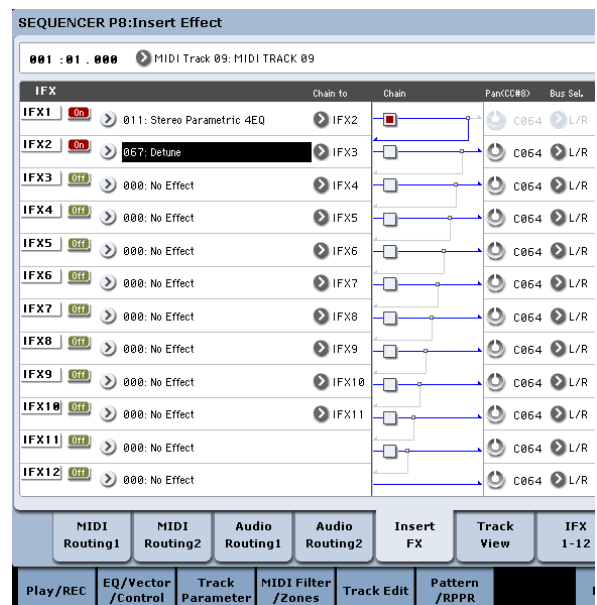 SEQUENCER P8:Insert Effect
001 :01 . 000 MIDI Track 09: MIDI TRACK 09
IFX Chain to Chain Pan(CC#8) Bus Sel.
IFX1 On 011: Stereo Parametric 4EQ IFX2 C064 L/R
IFX2 On 067: Detune IFX3 C064 L/R
IFX3 Off 000: No Effect IFX4 C064 L/R
IFX4 Off 000: No Effect IFX5 C064 L/R
IFX5 Off 000: No Effect IFX6 C064 L/R
IFX6 Off 000: No Effect IFX7 C064 L/R
IFX7 Off 000: No Effect IFX8 C064 L/R
IFX8 Off 000: No Effect IFX9 C064 L/R
IFX9 Off 000: No Effect IFX10 C064 L/R
IFX10 Off 000: No Effect IFX11 C064 L/R
IFX11 Off 000: No Effect C064 L/R
IFX12 Off 000: No Effect C064 L/R
MIDI Routing1 MIDI Routing2 Audio Routing1 Audio Routing2 Insert FX Track View IFX 1-12
Play/REC EQ/Vector /Control Track Parameter MIDI Filter /Zones Track Edit Pattern /RPPR